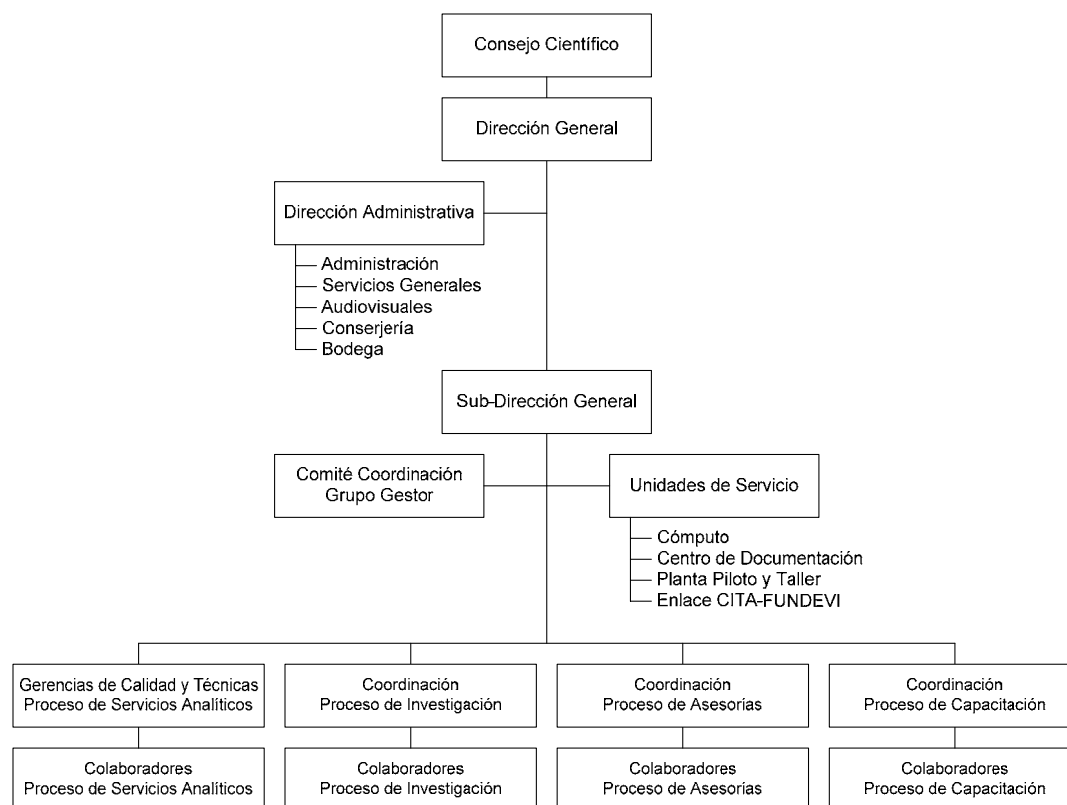 Consejo Científico
Dirección General
Dirección Administrativa
Administración
Servicios Generales
Audiovisuales
Conserjería
Bodega
Sub-Dirección General
Comité Coordinación
Grupo Gestor
Unidades de Servicio
Cómputo
Centro de Documentación
Planta Piloto y Taller
Enlace CITA-FUNDEVI
Gerencias de Calidad y Técnicas
Proceso de Servicios Analíticos
Coordinación
Proceso de Investigación
Coordinación
Proceso de Asesorías
Coordinación
Proceso de Capacitación
Colaboradores
Proceso de Servicios Analíticos
Colaboradores
Proceso de Investigación
Colaboradores
Proceso de Asesorías
Colaboradores
Proceso de Capacitación